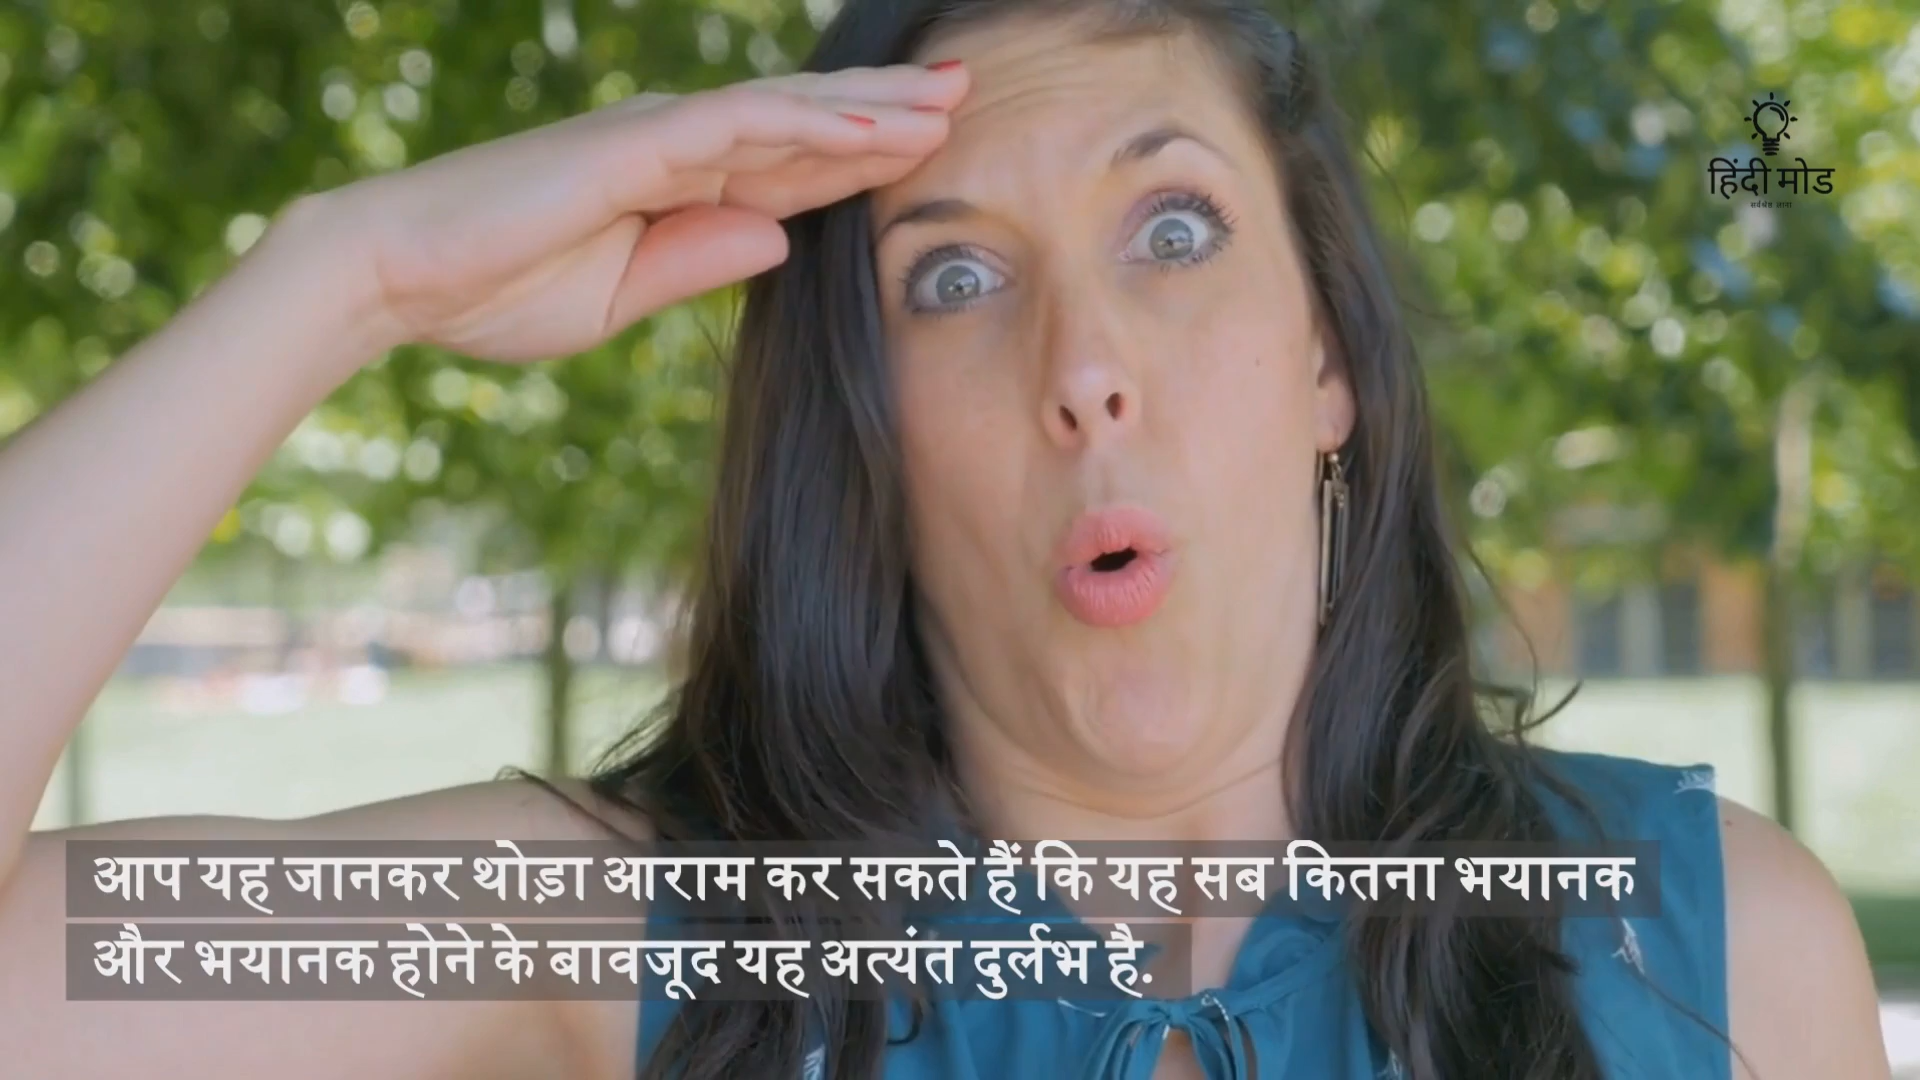 हिंदी मोड
आप यह जानकर थोड़ा आराम कर सकते हैं कि यह सब कितना भयानक
और भयानक होने के बावजूद यह अत्यंत दुर्लभ है.